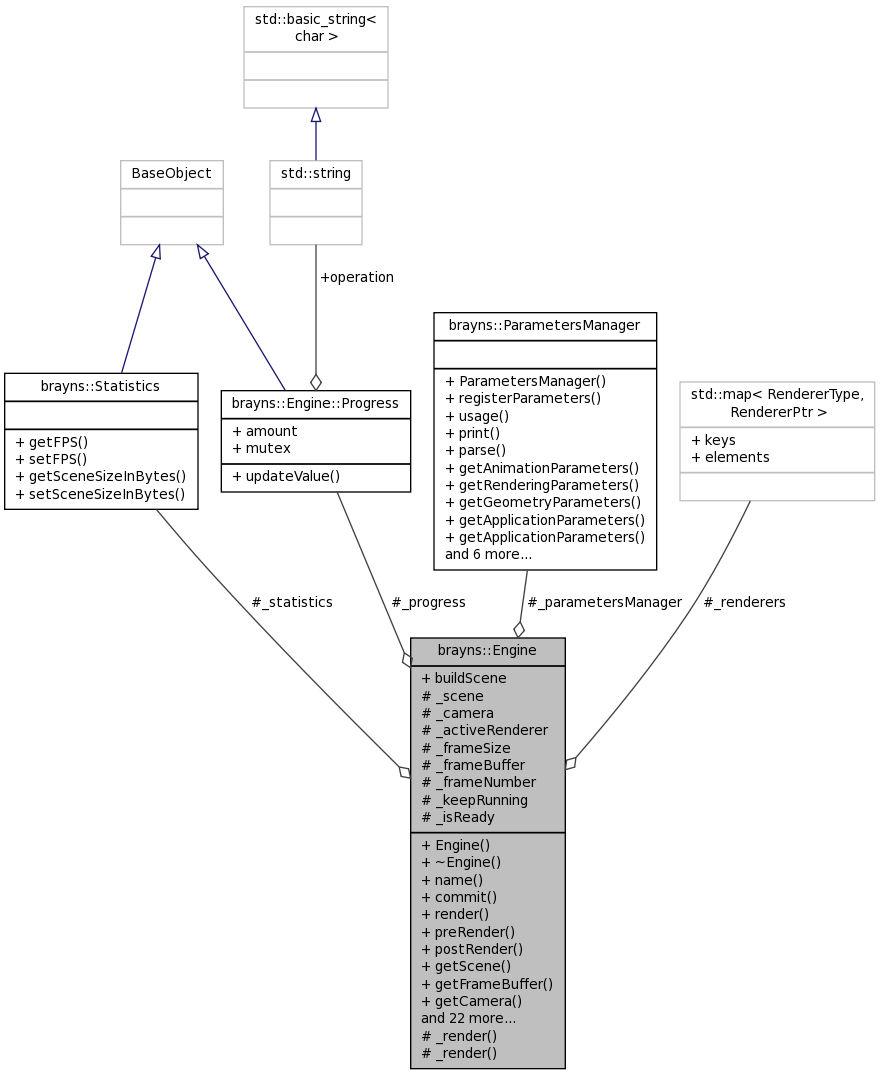 std::basic_string<
char >
BaseObject
std::string
+operation
brayns::Statistics
+ getFPS()
+ setFPS()
+ getSceneSizeInBytes()
+ setSceneSizeInBytes()
brayns::Engine::Progress
+ amount
+ mutex
+ updateValue()
brayns::ParametersManager
+ ParametersManager()
+ registerParameters()
+ usage()
+ print()
+ parse()
+ getAnimationParameters()
+ getRenderingParameters()
+ getGeometryParameters()
+ getApplicationParameters()
+ getApplicationParameters()
and 6 more...
std::map< RendererType,
RendererPtr >
+ keys
+ elements
#_statistics
#_progress
#_parametersManager
#_renderers
brayns::Engine
+ buildScene
# _scene
# _camera
# _activeRenderer
# _frameSize
# _frameBuffer
# _frameNumber
# _keepRunning
# _isReady
+ Engine()
+ ~Engine()
+ name()
+ commit()
+ render()
+ preRender()
+ postRender()
+ getScene()
+ getFrameBuffer()
+ getCamera()
and 22 more...
# _render()
# _render()